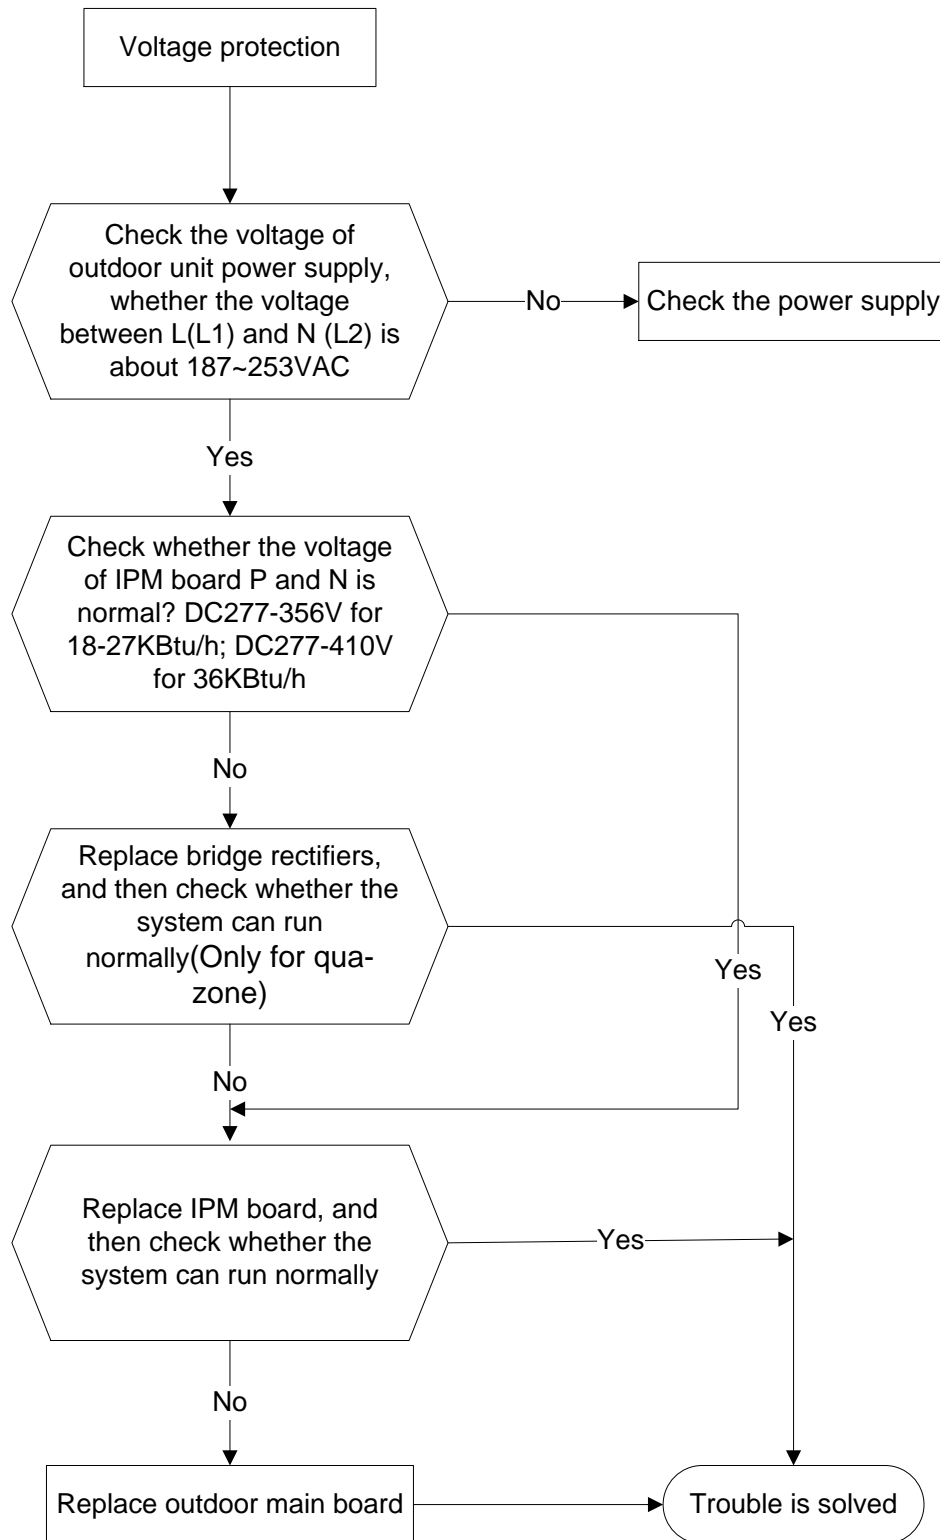 Voltage protection
Check the voltage of
outdoor unit power supply,
whether the voltage
between L(L1) and N (L2) is
about 187~253VAC
No
Check the power supply
Yes
Check whether the voltage
of IPM board P and N is
normal? DC277-356V for
18-27KBtu/h; DC277-410V
for 36KBtu/h
No
Replace bridge rectifiers,
and then check whether the
system can run
normally(Only for qua-
zone)
Yes
Yes
No
Replace IPM board, and
then check whether the
system can run normally
Yes
No
Replace outdoor main board
Trouble is solved